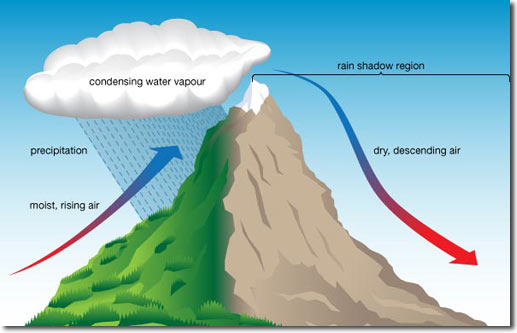 condensing water vapour
rain shadow region
precipitation
dry, descending air
moist, rising air